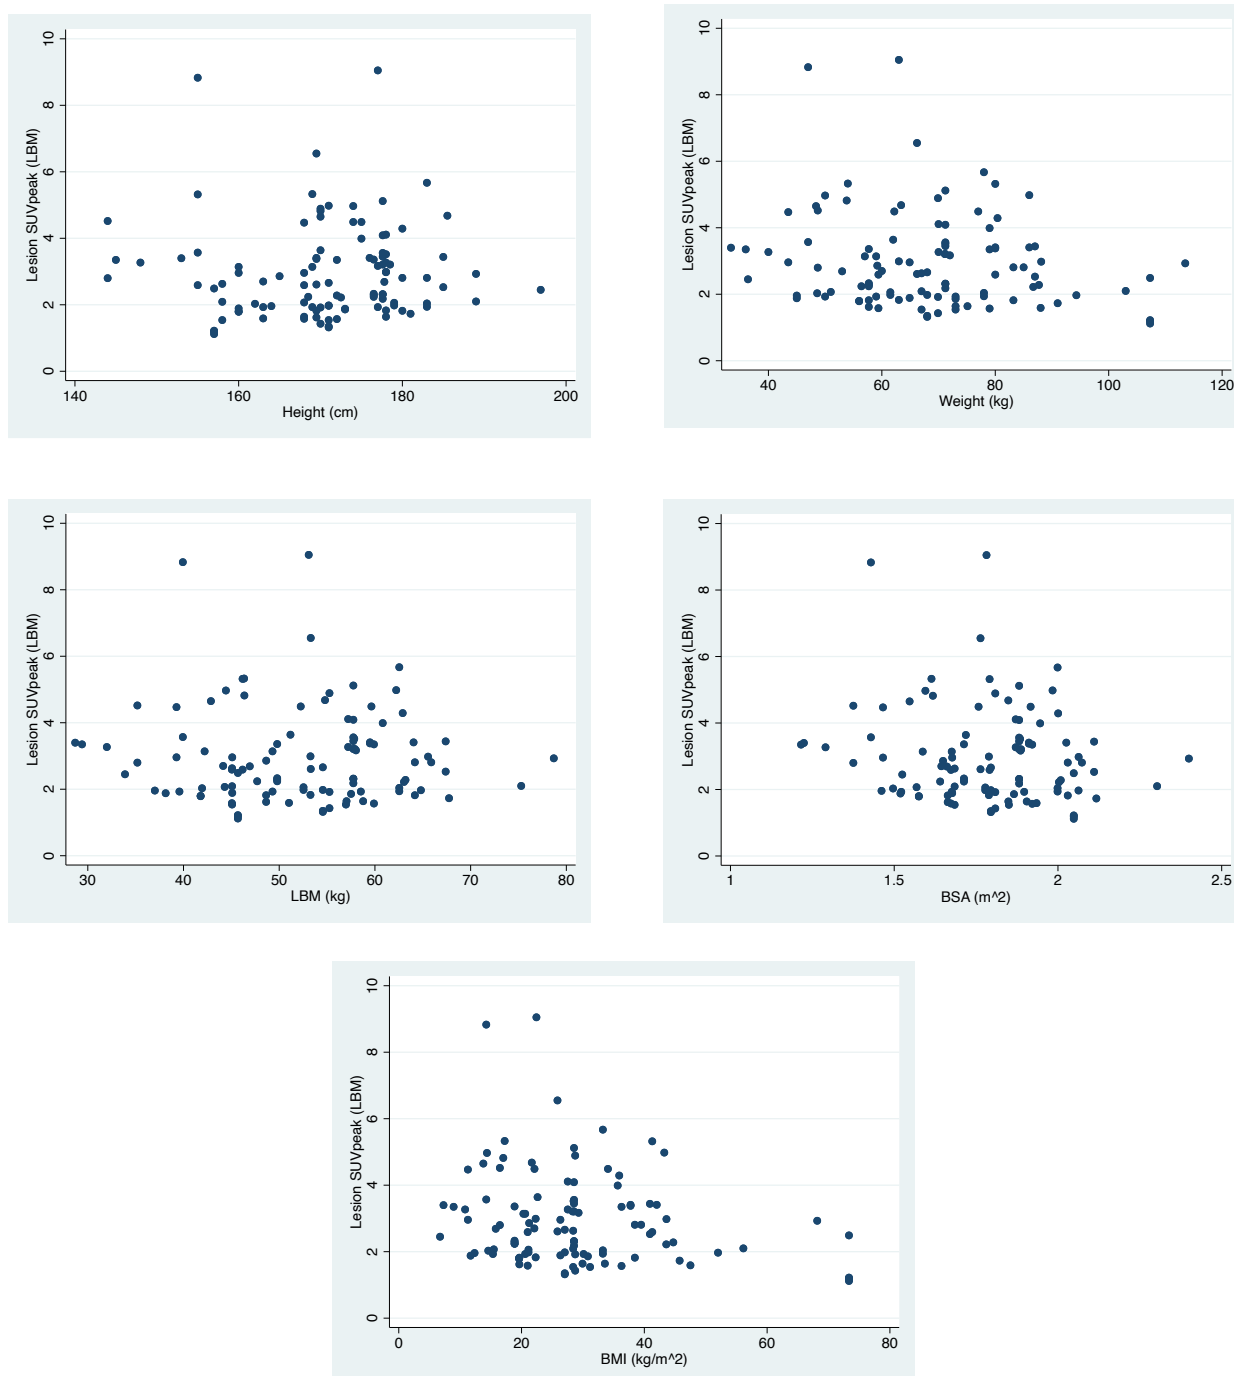 10
8
6
4
2
0
Lesion SUVpeak (LBM)
140 160 180 200
Height (cm)
10
8
6
4
2
0
Lesion SUVpeak (LBM)
40 60 80 100 120
Weight (kg)
10
8
6
4
2
0
Lesion SUVpeak (LBM)
30 40 50 60 70 80
LBM (kg)
10
8
6
4
2
0
Lesion SUVpeak (LBM)
1 1.5 2 2.5
BSA (m^2)
10
8
6
4
2
0
Lesion SUVpeak (LBM)
0 20 40 60 80
BMI (kg/m^2)